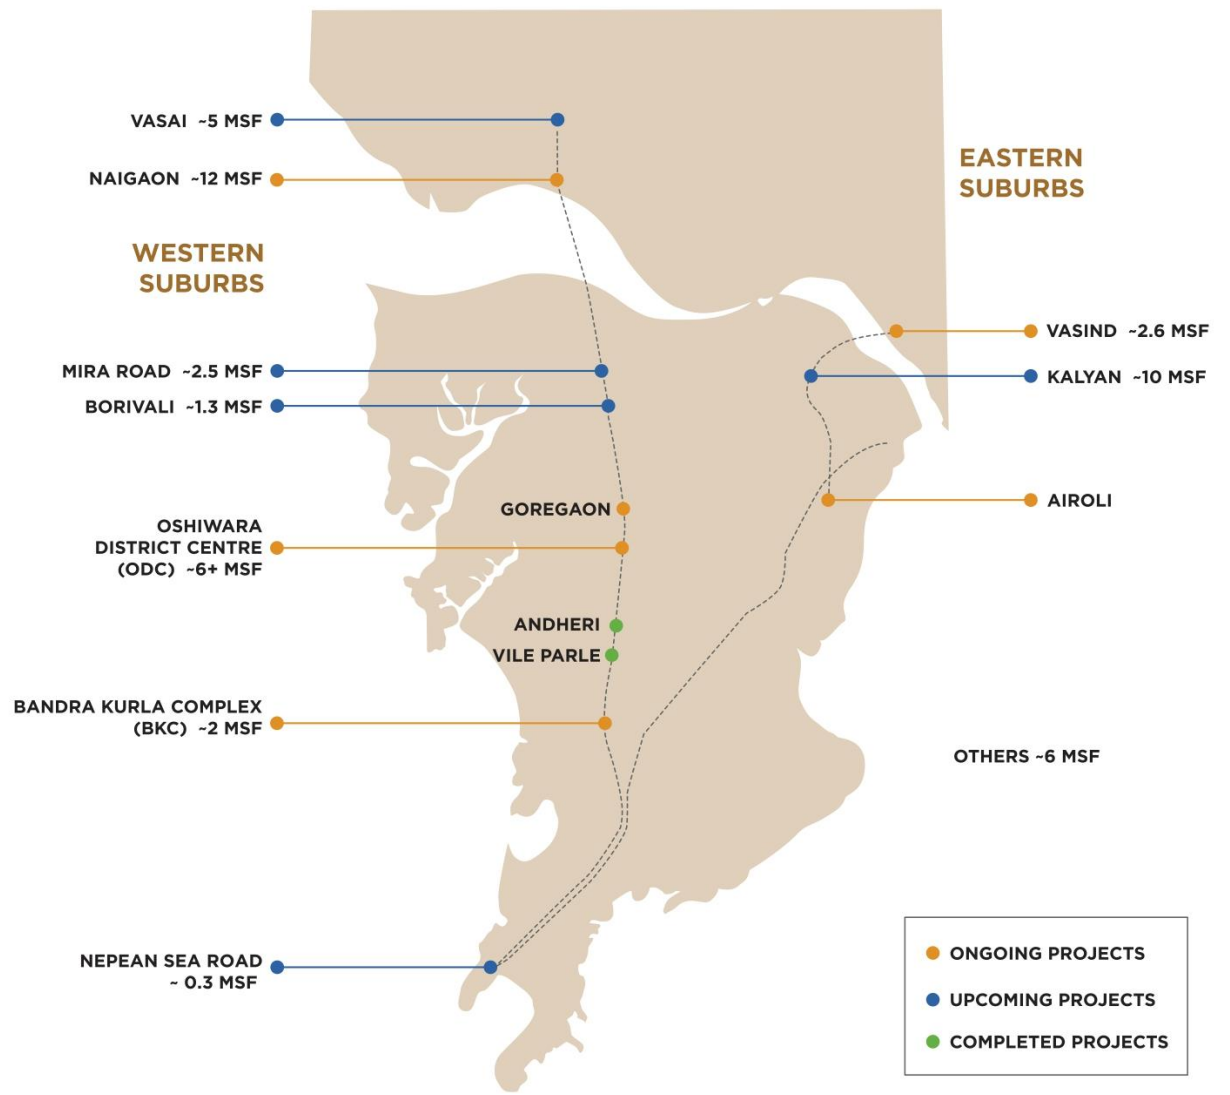 VASAI ~5 MSF
NAIGAON ~12 MSF
EASTERN
SUBURBS
WESTERN
SUBURBS
VASIND ~2.6 MSF
MIRA ROAD ~2.5 MSF
KALYAN ~10 MSF
BORIVALI ~1.3 MSF
AIROLI
GOREGAON
OSHIWARA
DISTRICT CENTRE
(ODC) ~6+ MSF
ANDHERI
VILE PARLE
BANDRA KURLA COMPLEX
(BKC) ~2 MSF
OTHERS ~6 MSF
NEPEAN SEA ROAD
~ 0.3 MSF
ONGOING PROJECTS
UPCOMING PROJECTS
COMPLETED PROJECTS